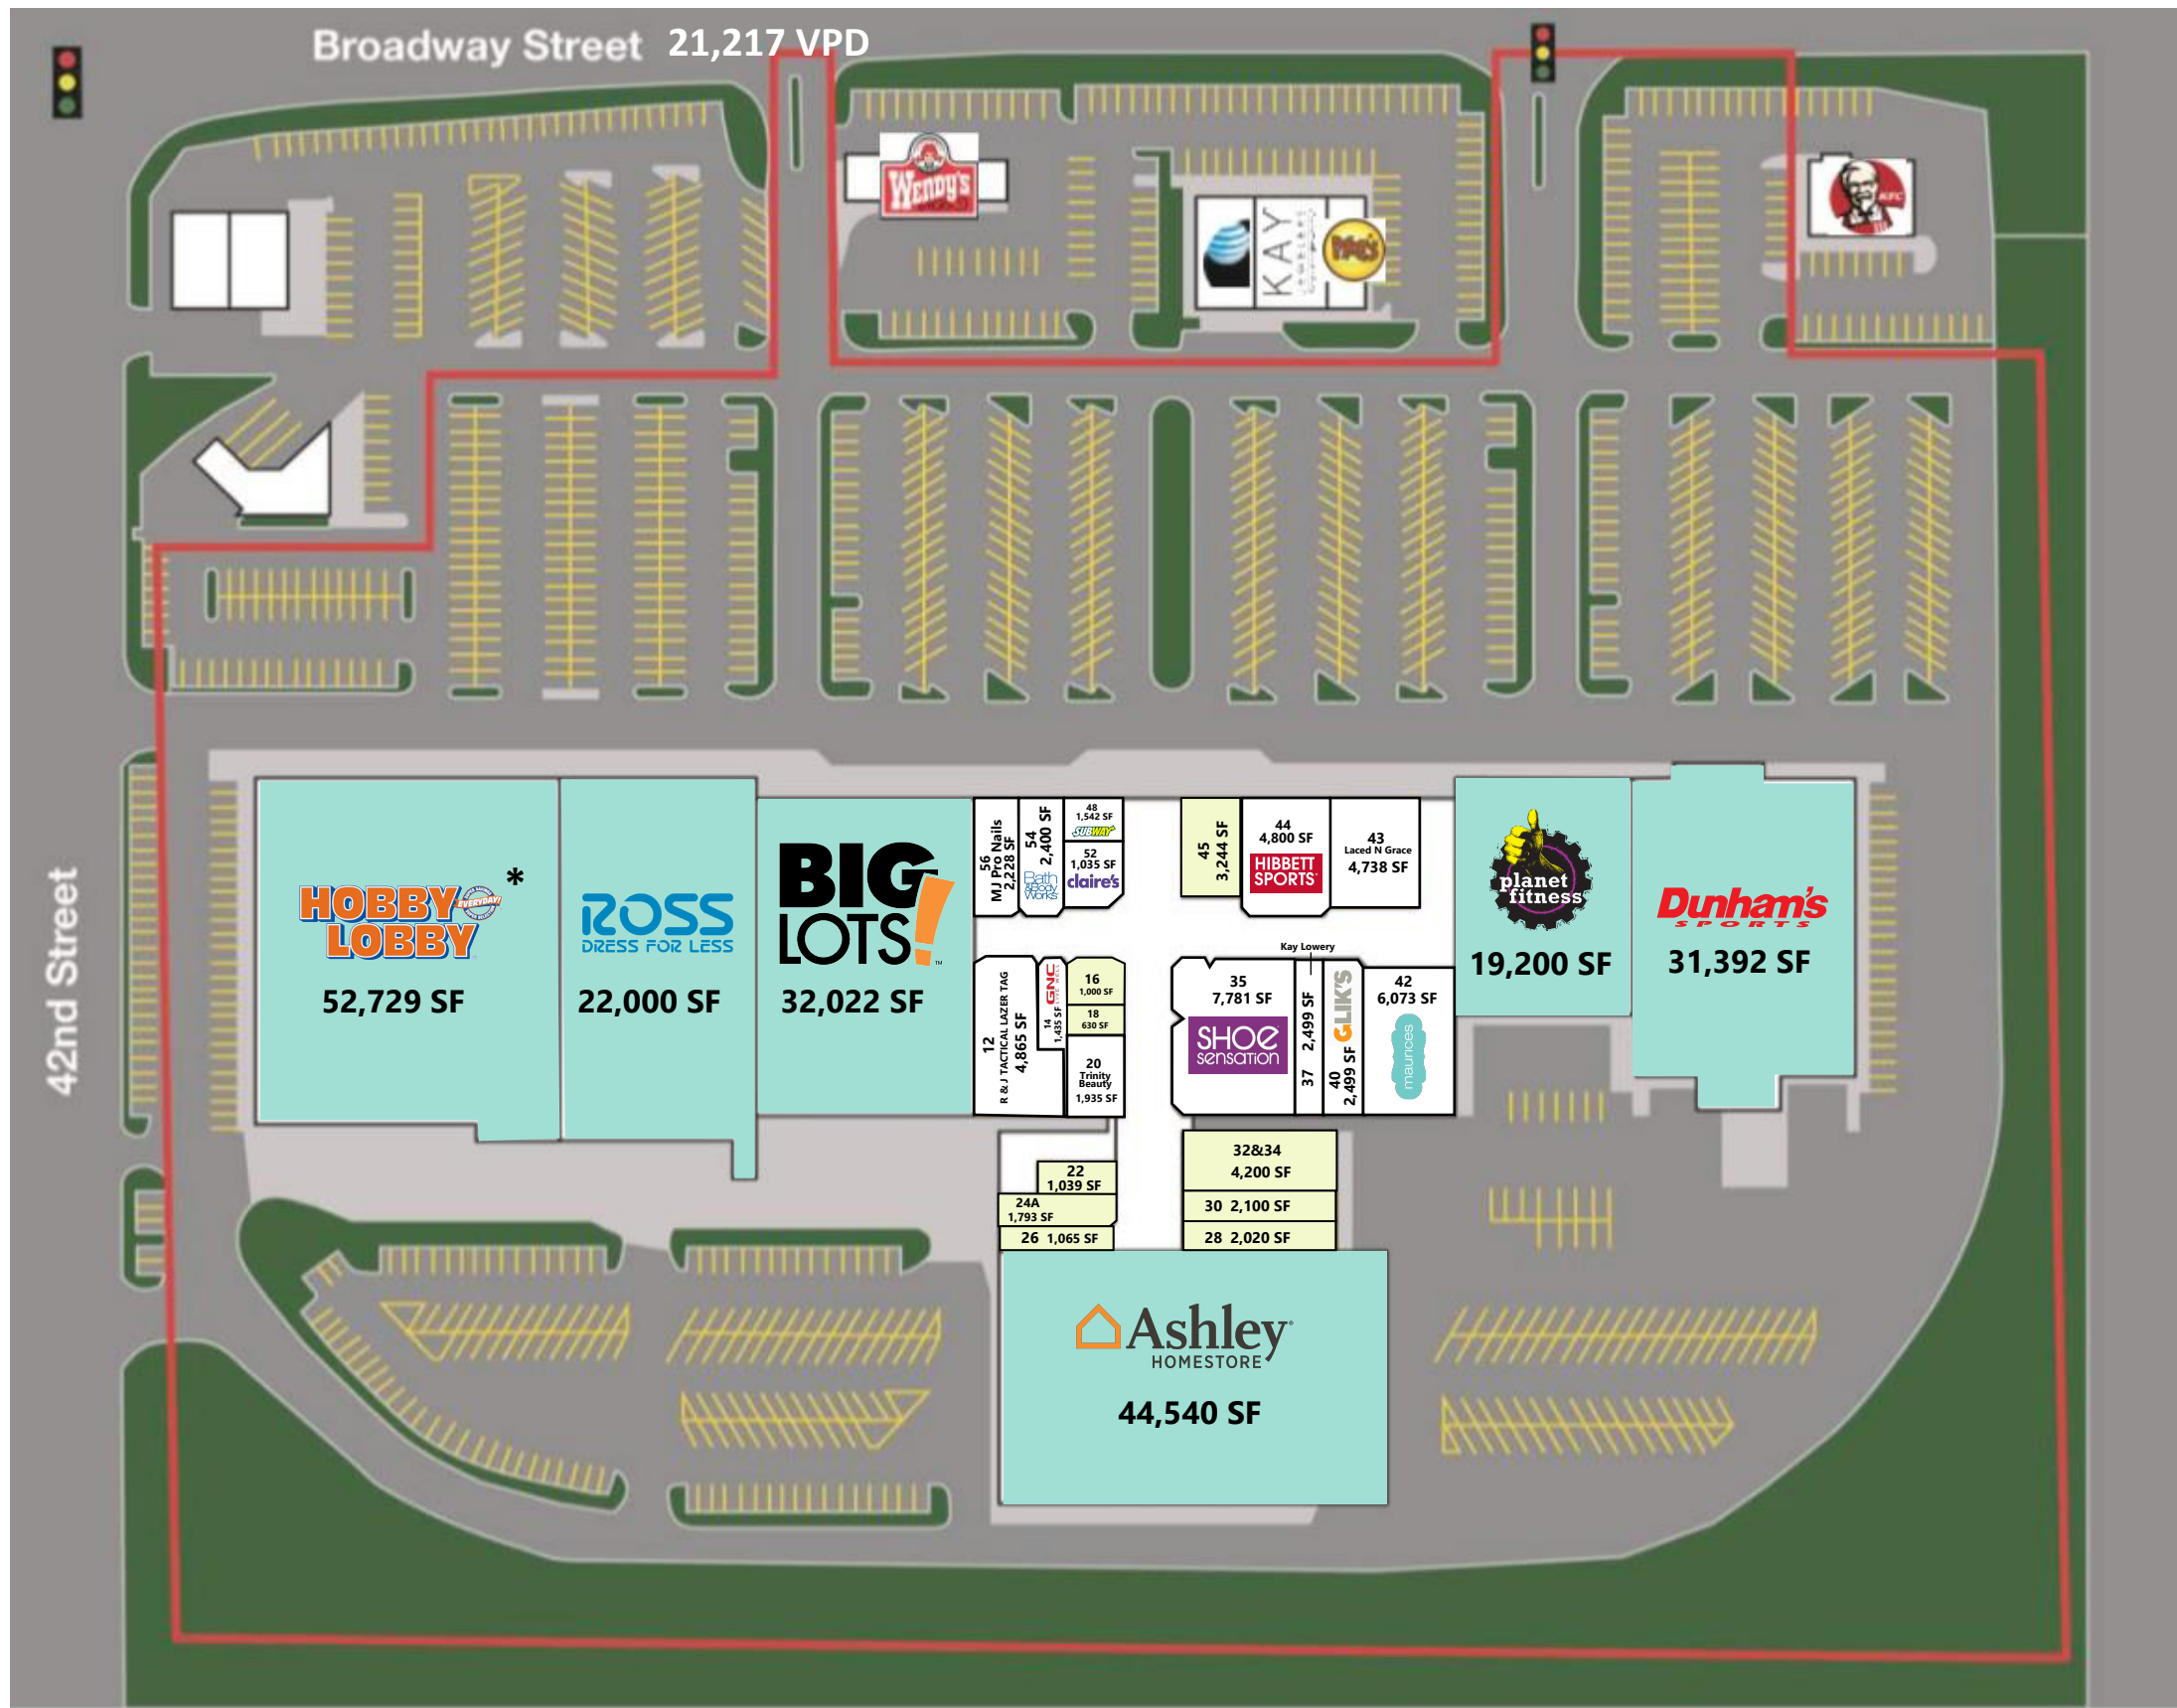 Broadway Street 21,217 VPD
WENDY'S
KAY
JEWELERS
Moe's
KFC
42nd Street
HOBBY LOBBY
EVERYDAY!
*
52,729 SF
ROSS
DRESS FOR LESS
22,000 SF
BIG
LOTS!
™
32,022 SF
56
MJ Pro Nails
2,228 SF
54
2,400 SF
Bath
&Body
Works
48
1,542 SF
SUBWAY
52
1,035 SF
claire's
45
3,244 SF
44
4,800 SF
HIBBETT
SPORTS
43
Laced N Grace
4,738 SF
planet
fitness
19,200 SF
Dunham's
SPORTS
31,392 SF
12
R & J TACTICAL LAZER TAG
4,865 SF
14
1,435 SF
GNC
LIVE WELL
16
1,000 SF
18
630 SF
20
Trinity
Beauty
1,935 SF
35
7,781 SF
SHOE
sensation
Kay Lowery
37 2,499 SF
40
2,499 SF
GLIK'S
42
6,073 SF
maurices
22
1,039 SF
24A
1,793 SF
26 1,065 SF
32&34
4,200 SF
30 2,100 SF
28 2,020 SF
Ashley
HOMESTORE
44,540 SF